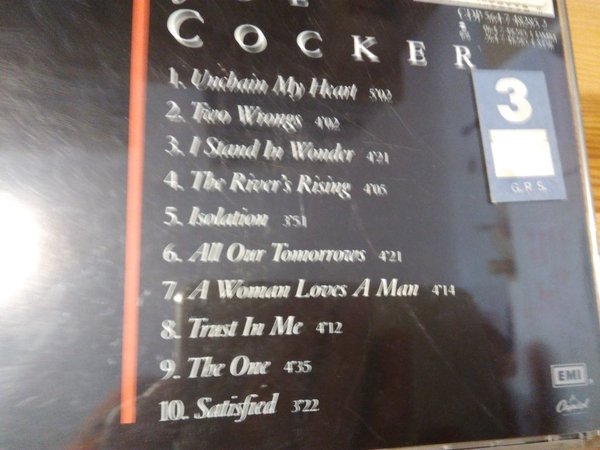 COCKER
1. Unchain My Heart 5'02
2. Two Wrongs 4'02
3. I Stand In Wonder 4'21
4. The River's Rising 4'05
5. Isolation 3'51
6. All Our Tomorrows 4'21
7. A Woman Loves A Man 4'14
8. Trust In Me 4'12
9. The One 4'35
10. Satisfied 3'22
3
G.R.S.
EMI
Capitol